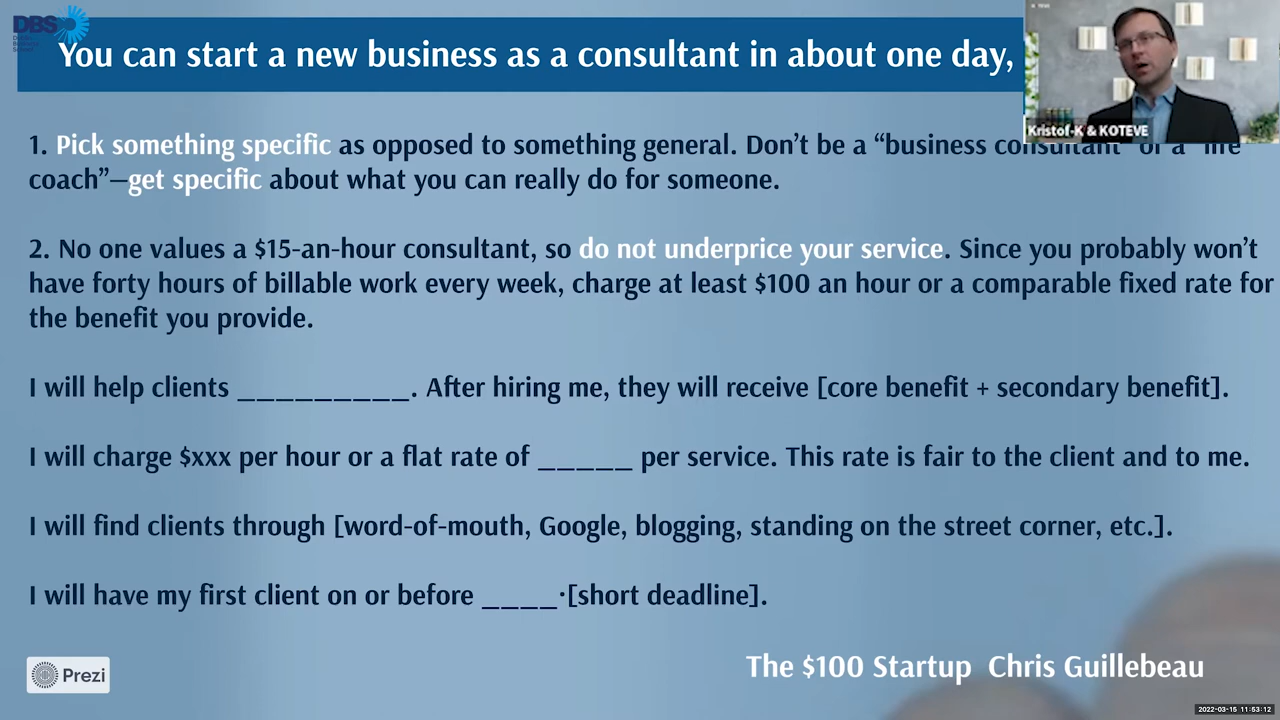 DBS
You can start a new business as a consultant in about one day,
Kristof-K & KOTEVE
1. Pick something specific as opposed to something general. Don’t be a “business consultant” or a “life
coach”—get specific about what you can really do for someone.
2. No one values a $15-an-hour consultant, so do not underprice your service. Since you probably won’t
have forty hours of billable work every week, charge at least $100 an hour or a comparable fixed rate for
the benefit you provide.
I will help clients _________. After hiring me, they will receive [core benefit + secondary benefit].
I will charge $xxx per hour or a flat rate of _____ per service. This rate is fair to the client and to me.
I will find clients through [word-of-mouth, Google, blogging, standing on the street corner, etc.].
I will have my first client on or before ____·[short deadline].
Prezi
The $100 Startup Chris Guillebeau
2022-03-15 11:53:12